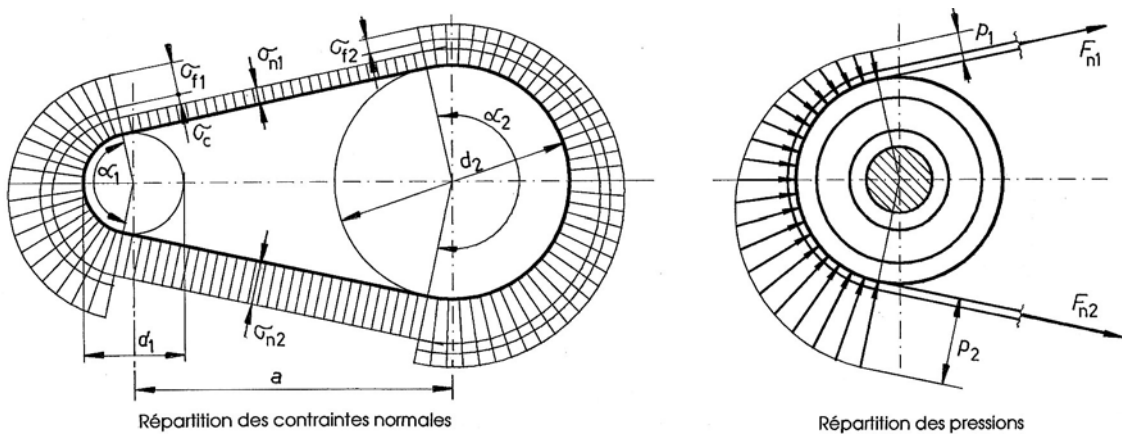 σf1
σn1
σf2
σc
α1
α2
d2
d1
σn2
a
Répartition des contraintes normales
p1
Fn1
Fn2
p2
Répartition des pressions